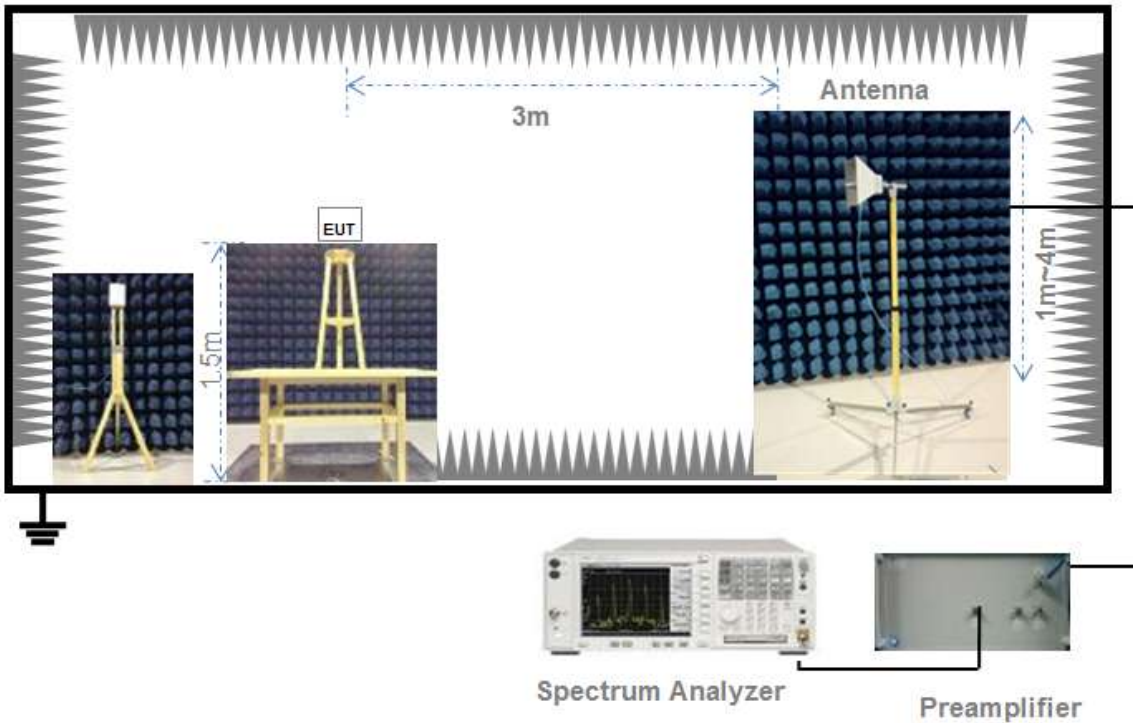 Antenna
3m
EUT
1.5m
1m~4m
Spectrum Analyzer
Preamplifier